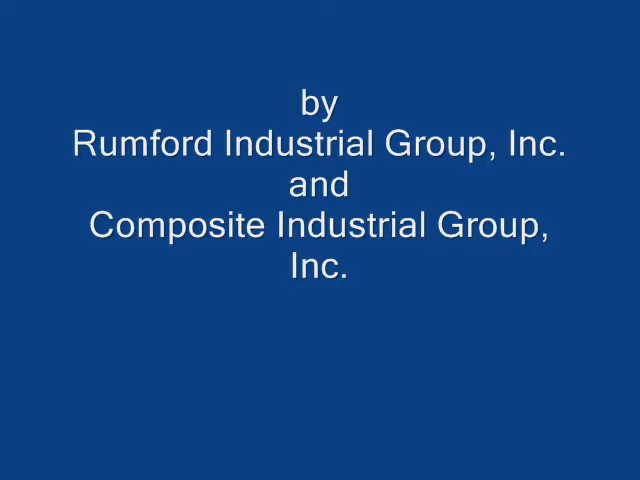 by
Rumford Industrial Group, Inc.
and
Composite Industrial Group,
Inc.